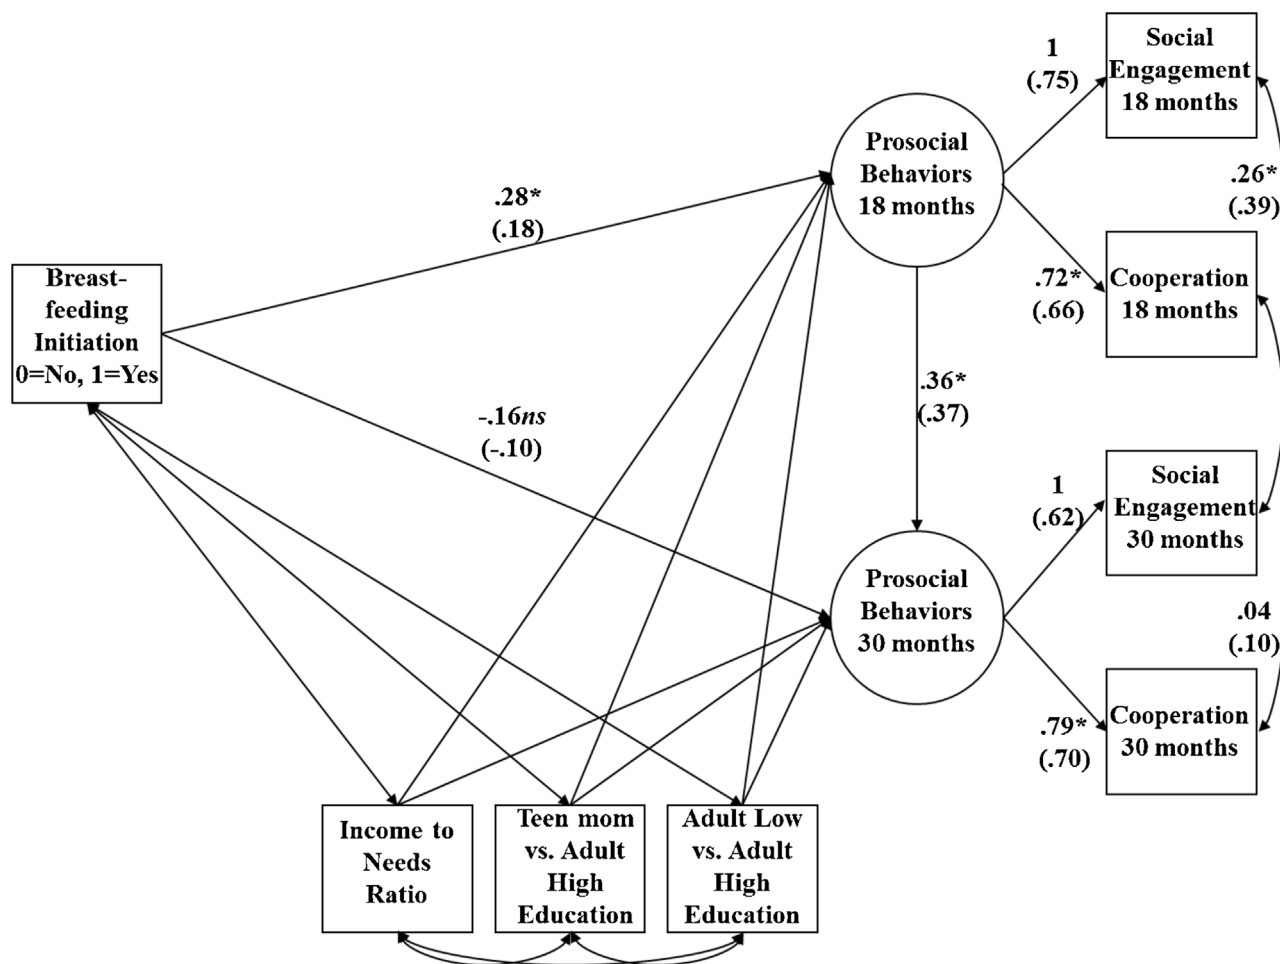 Breast-
feeding
Initiation
0=No, 1=Yes
.28*
(.18)
-.16ns
(-.10)
Prosocial
Behaviors
18 months
.36*
(.37)
Prosocial
Behaviors
30 months
1
(.75)
.72*
(.66)
1
(.62)
.79*
(.70)
Social
Engagement
18 months
.26*
(.39)
Cooperation
18 months
Social
Engagement
30 months
.04
(.10)
Cooperation
30 months
Income to
Needs
Ratio
Teen mom
vs. Adult
High
Education
Adult Low
vs. Adult
High
Education